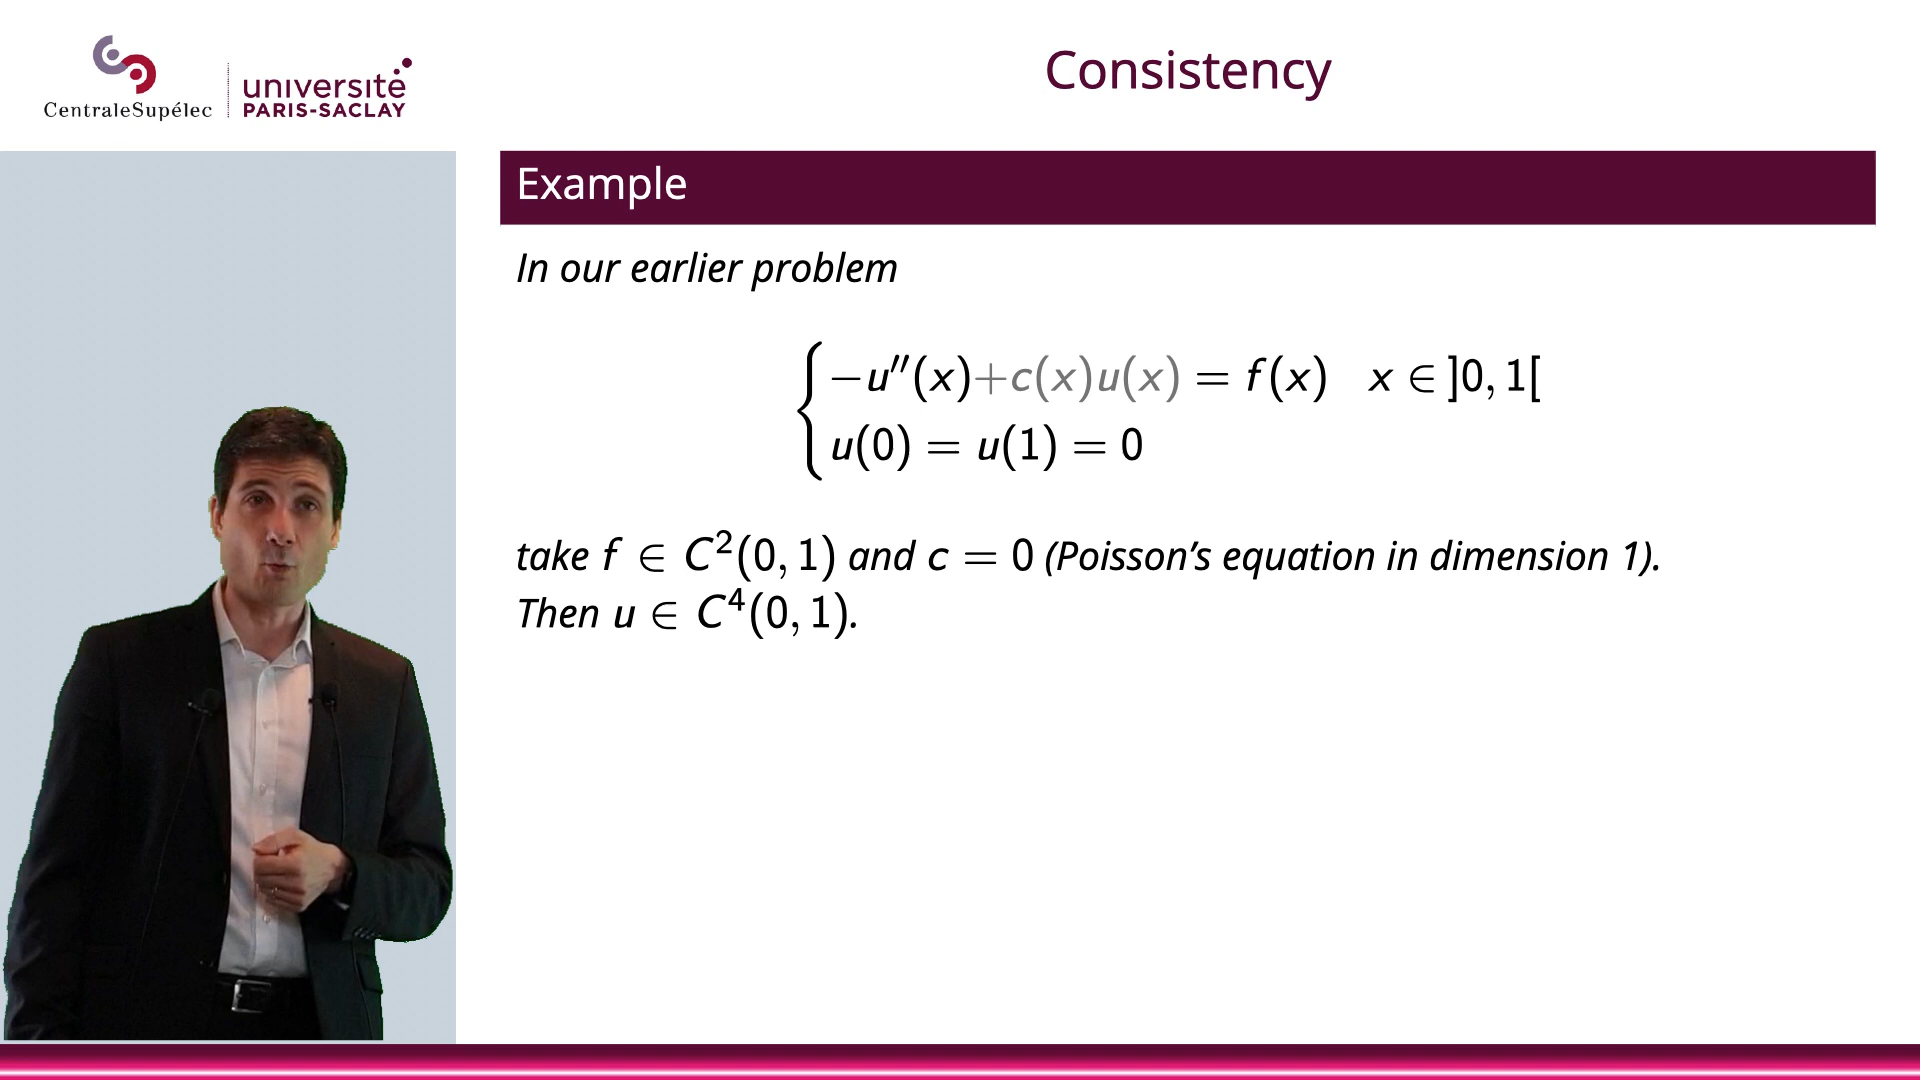 CentraleSupélec
université
PARIS-SACLAY
Consistency
Example
In our earlier problem
−u″(x)+c(x)u(x) = f(x) x ∈ ]0, 1[
u(0) = u(1) = 0
take f ∈ C²(0, 1) and c = 0 (Poisson’s equation in dimension 1).
Then u ∈ C⁴(0, 1).